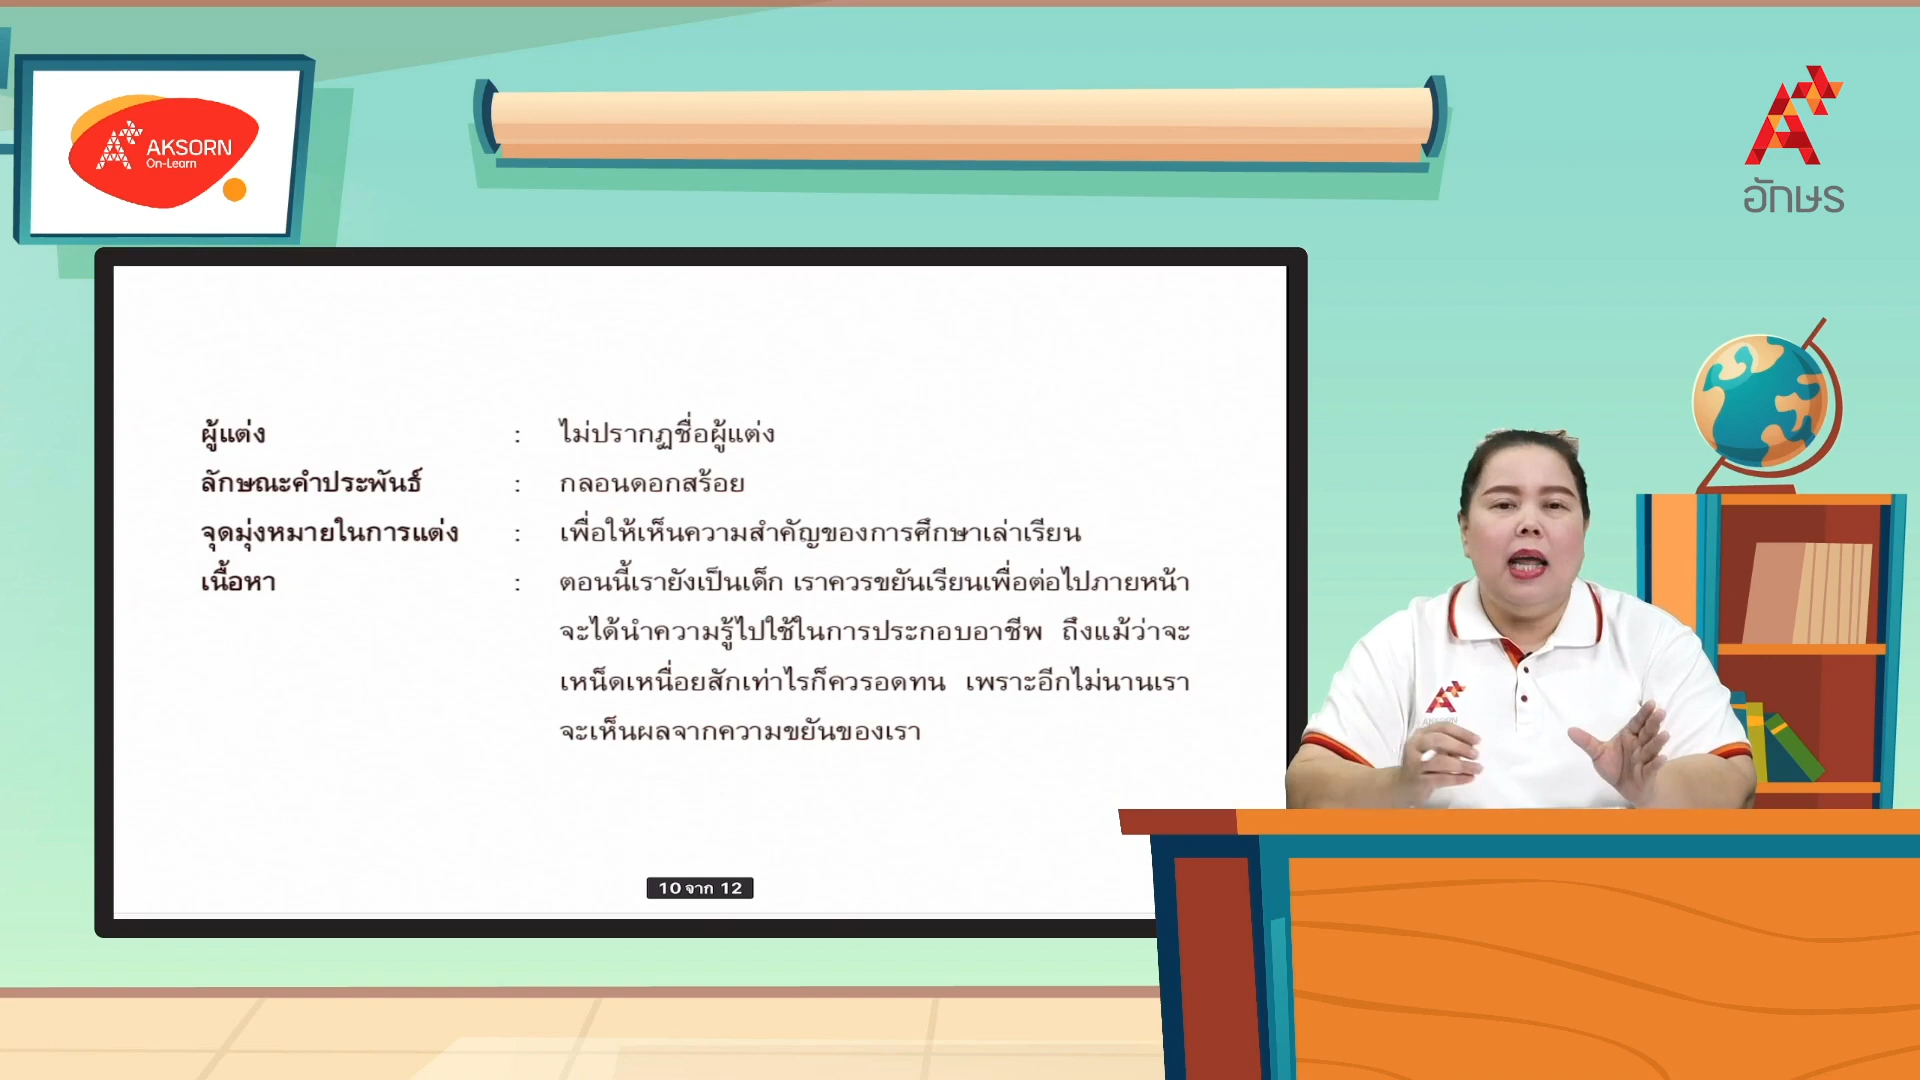 AKSORN
On-Learn
อักษร
ผู้แต่ง : ไม่ปรากฏชื่อผู้แต่ง
ลักษณะคำประพันธ์ : กลอนดอกสร้อย
จุดมุ่งหมายในการแต่ง : เพื่อให้เห็นความสำคัญของการศึกษาเล่าเรียน
เนื้อหา : ตอนนี้เรายังเป็นเด็ก เราควรขยันเรียนเพื่อต่อไปภายหน้า
จะได้นำความรู้ไปใช้ในการประกอบอาชีพ ถึงแม้ว่าจะ
เหน็ดเหนื่อยสักเท่าไรก็ควรอดทน เพราะอีกไม่นานเรา
จะเห็นผลจากความขยันของเรา
10 จาก 12
AKSORN